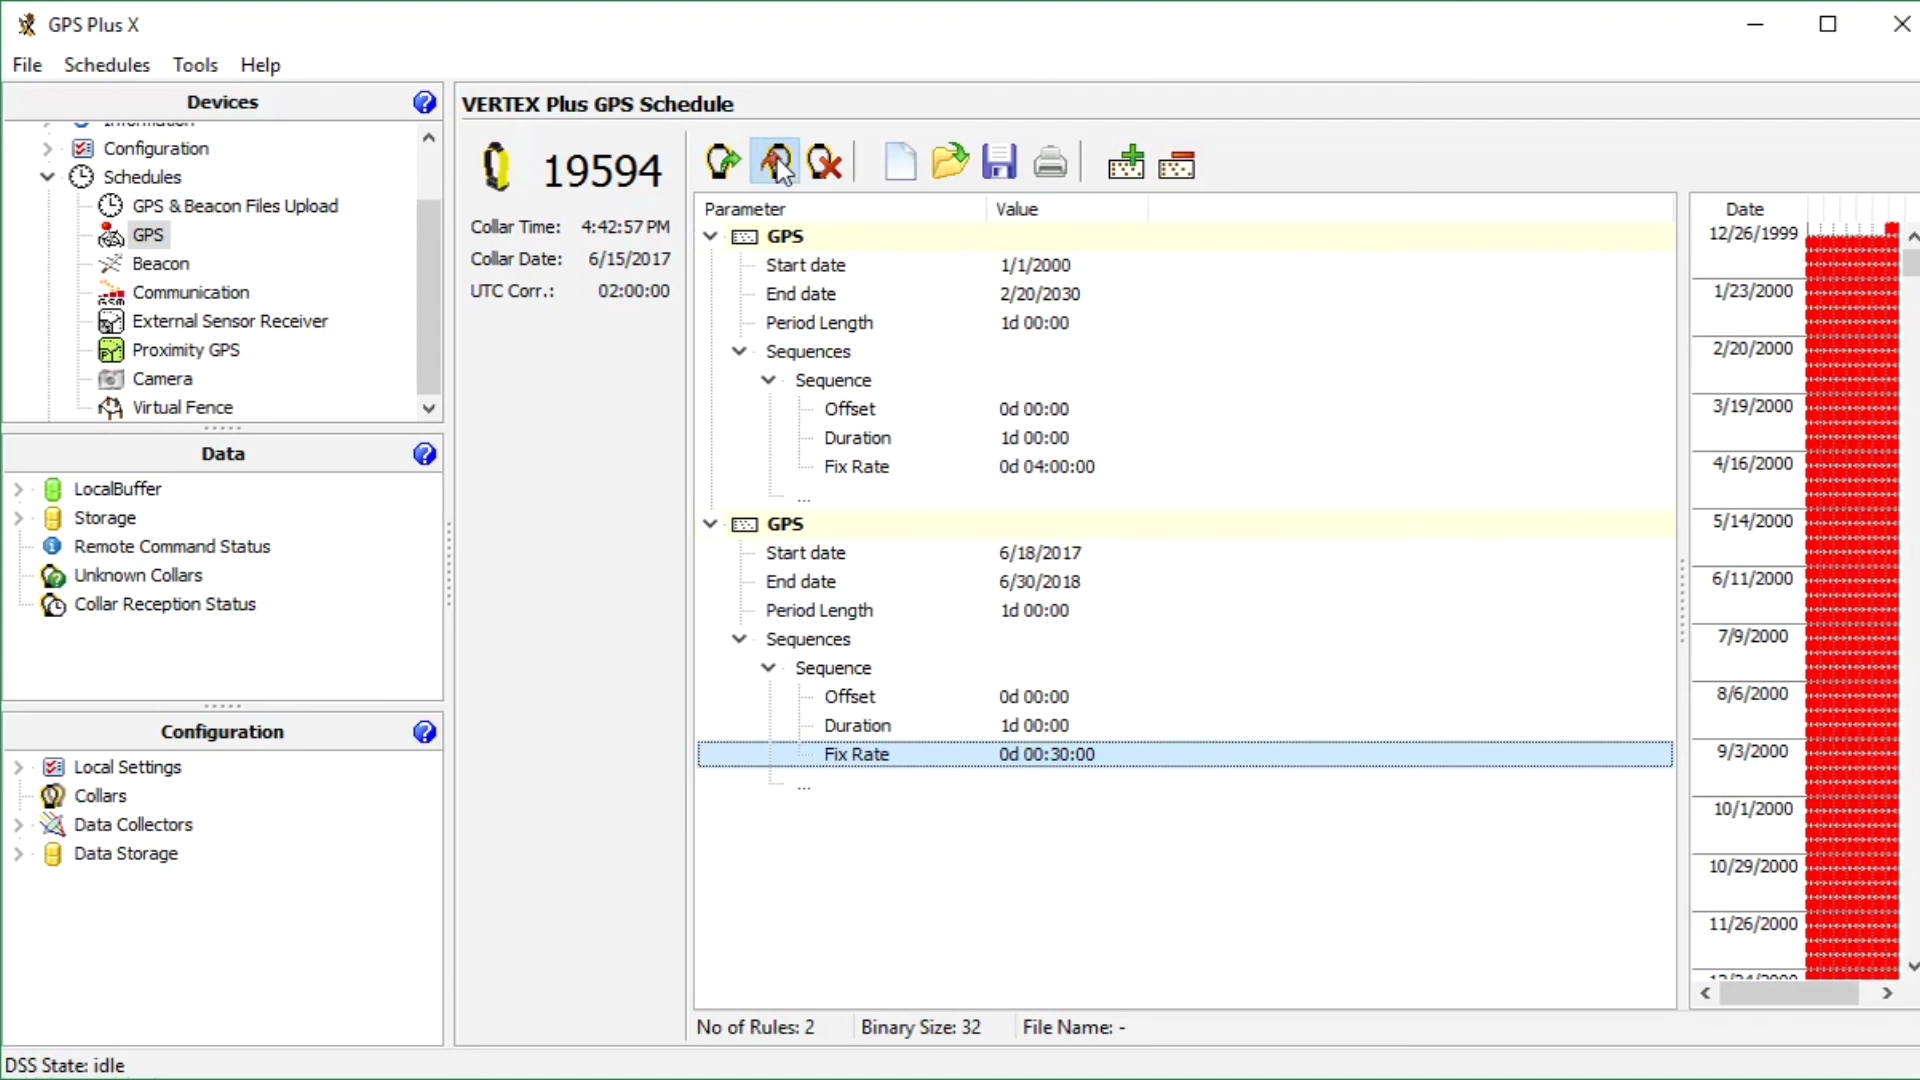 GPS Plus X
File Schedules Tools Help
Devices
Information
Configuration
Schedules
GPS & Beacon Files Upload
GPS
Beacon
Communication
External Sensor Receiver
Proximity GPS
Camera
Virtual Fence
Data
LocalBuffer
Storage
Remote Command Status
Unknown Collars
Collar Reception Status
Configuration
Local Settings
Collars
Data Collectors
Data Storage
DSS State: idle
VERTEX Plus GPS Schedule
19594
Collar Time: 4:42:57 PM
Collar Date: 6/15/2017
UTC Corr.: 02:00:00
Parameter Value
GPS
Start date 1/1/2000
End date 2/20/2030
Period Length 1d 00:00
Sequences
Sequence
Offset 0d 00:00
Duration 1d 00:00
Fix Rate 0d 04:00:00
...
GPS
Start date 6/18/2017
End date 6/30/2018
Period Length 1d 00:00
Sequences
Sequence
Offset 0d 00:00
Duration 1d 00:00
Fix Rate 0d 00:30:00
...
No of Rules: 2 Binary Size: 32 File Name: -
Date
12/26/1999
1/23/2000
2/20/2000
3/19/2000
4/16/2000
5/14/2000
6/11/2000
7/9/2000
8/6/2000
9/3/2000
10/1/2000
10/29/2000
11/26/2000
12/24/2000